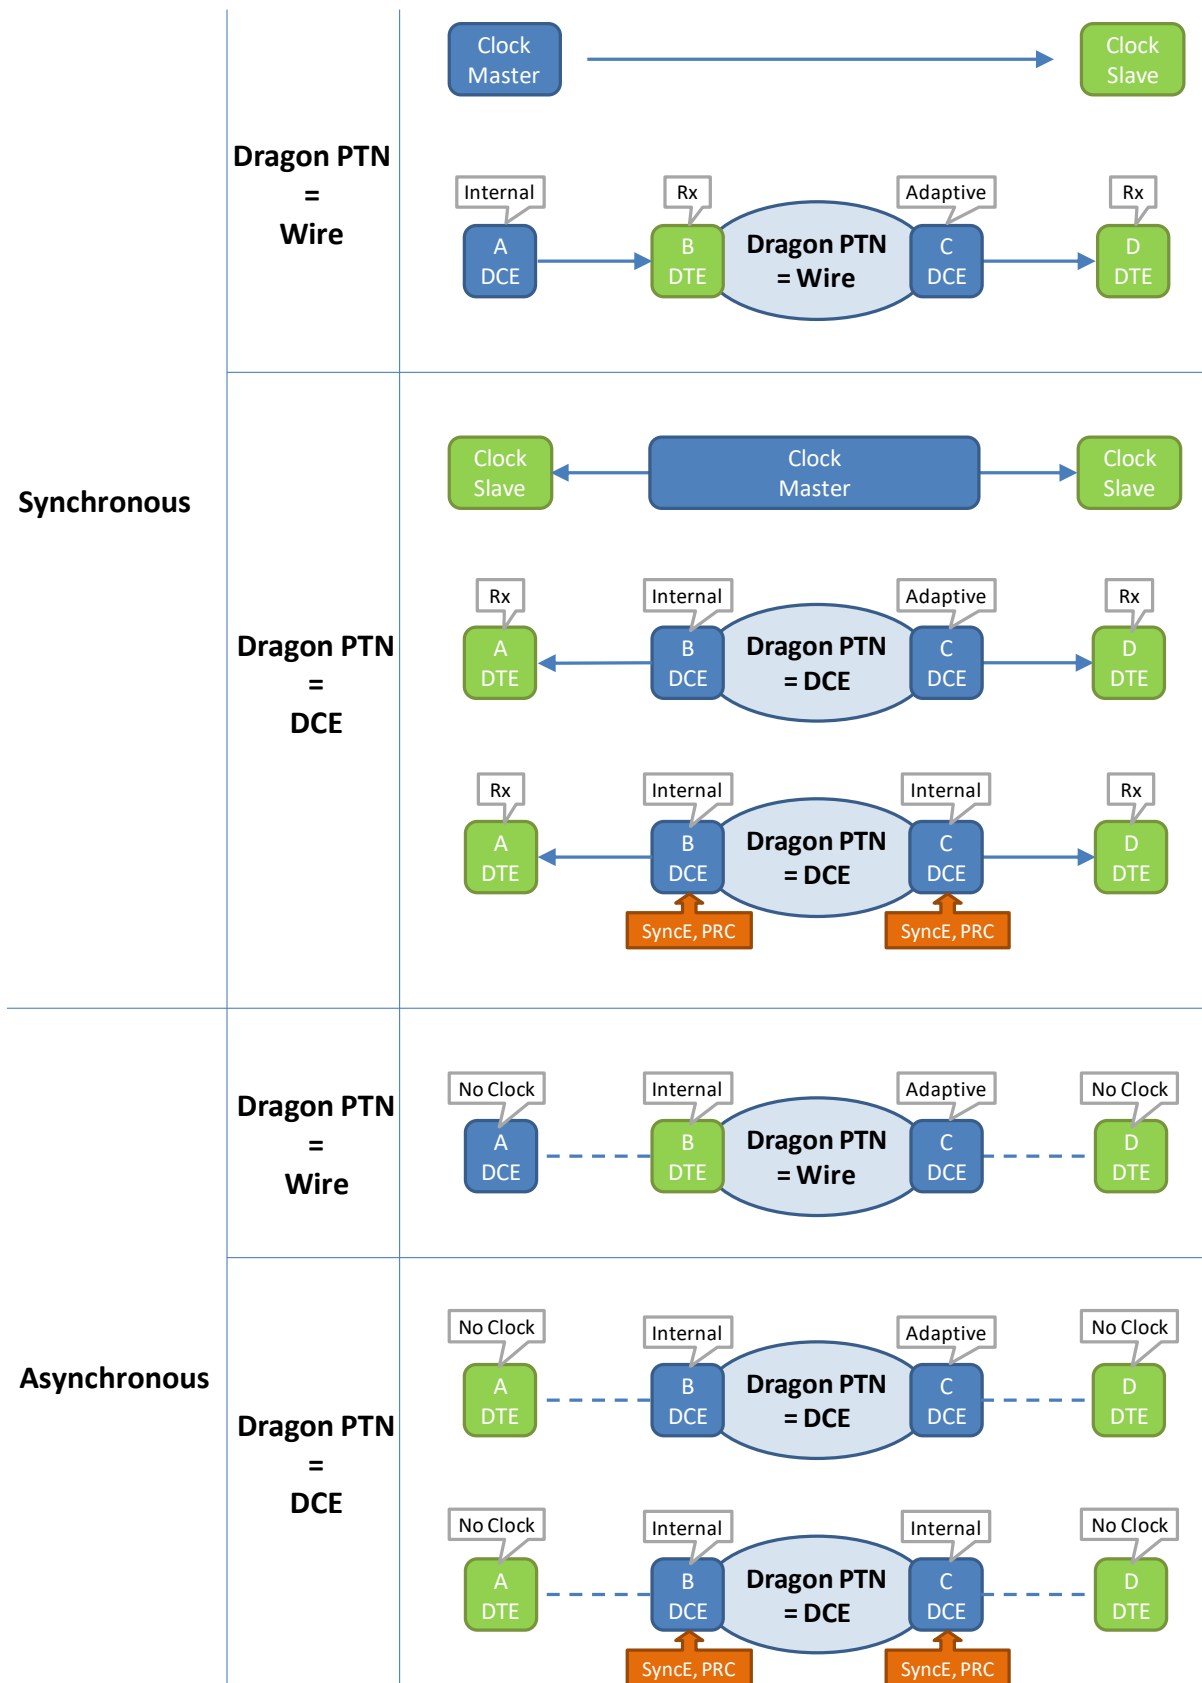 Clock
Master
Clock
Slave
Dragon PTN
=
Wire
Internal
Rx
Adaptive
Rx
A
DCE
B
DTE
Dragon PTN
= Wire
C
DCE
D
DTE
Synchronous
Clock
Slave
Clock
Master
Clock
Slave
Dragon PTN
=
DCE
Rx
Internal
Adaptive
Rx
A
DTE
B
DCE
Dragon PTN
= DCE
C
DCE
D
DTE
Rx
Internal
Internal
Rx
A
DTE
B
DCE
Dragon PTN
= DCE
C
DCE
D
DTE
SyncE, PRC
SyncE, PRC
Asynchronous
Dragon PTN
=
Wire
No Clock
Internal
Adaptive
No Clock
A
DCE
B
DTE
Dragon PTN
= Wire
C
DCE
D
DTE
Dragon PTN
=
DCE
No Clock
Internal
Adaptive
No Clock
A
DTE
B
DCE
Dragon PTN
= DCE
C
DCE
D
DTE
No Clock
Internal
Internal
No Clock
A
DTE
B
DCE
Dragon PTN
= DCE
C
DCE
D
DTE
SyncE, PRC
SyncE, PRC